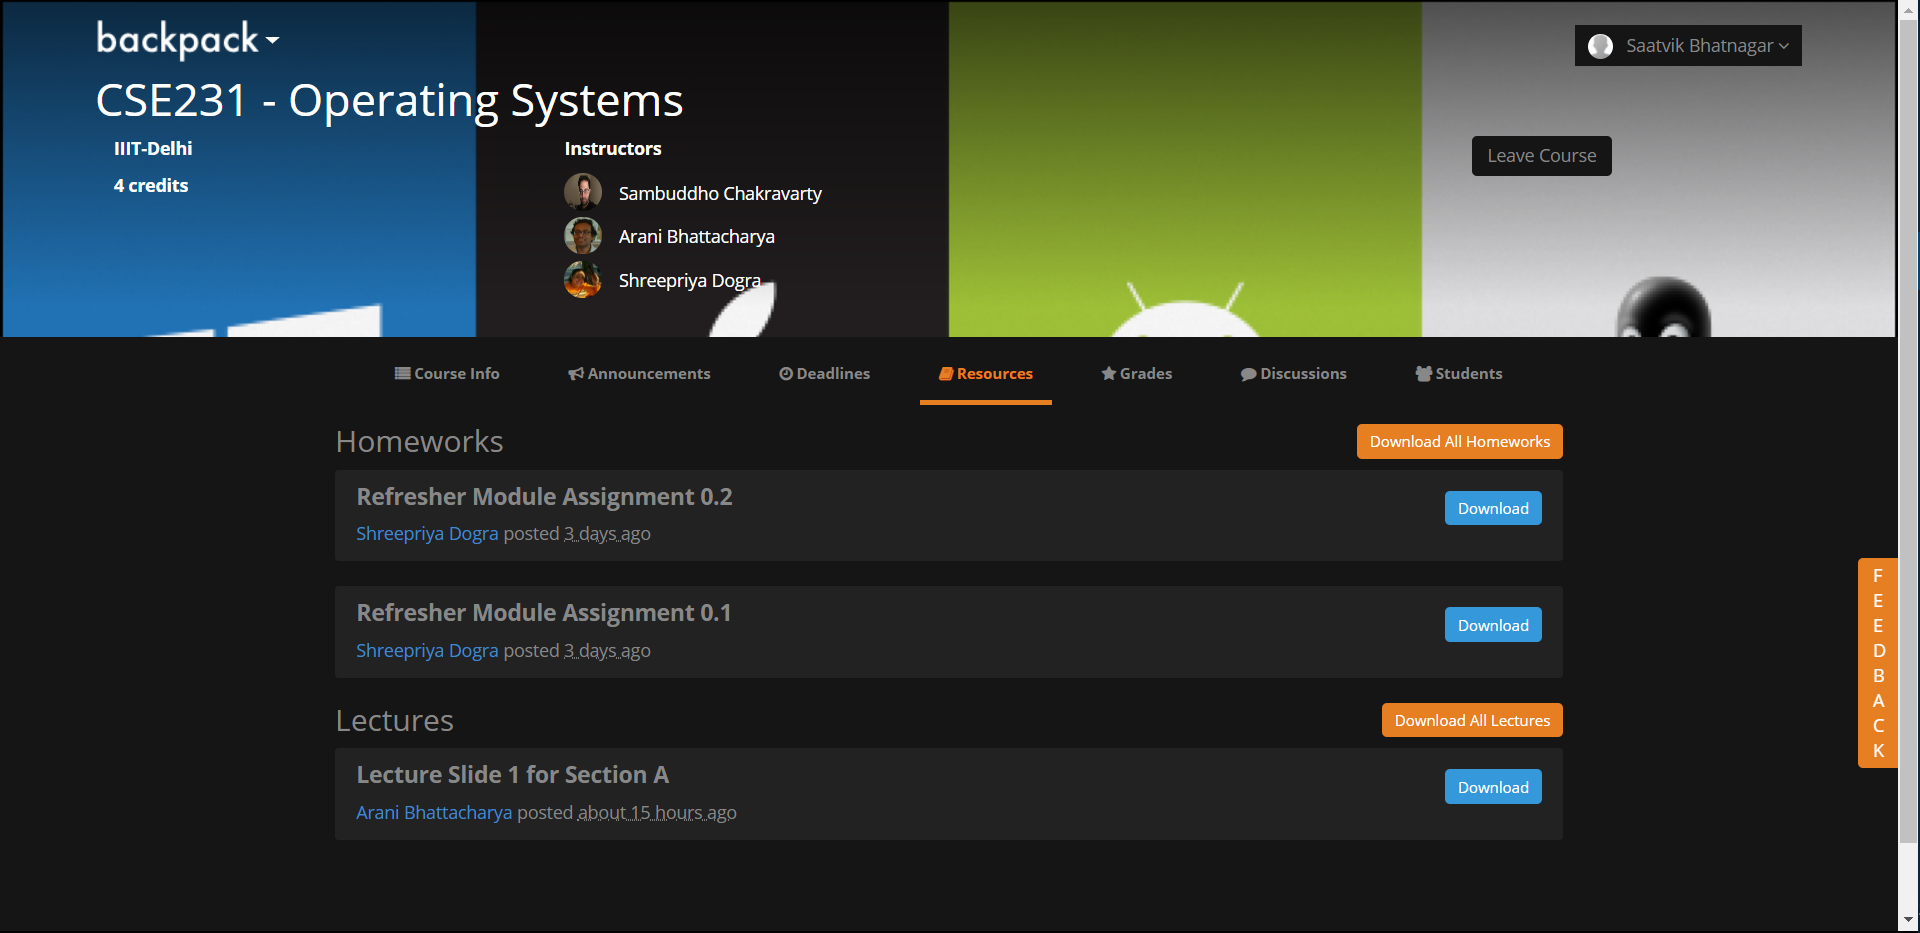 backpack
Saatvik Bhatnagar
CSE231 - Operating Systems
IIIT-Delhi
4 credits
Instructors
Sambuddho Chakravarty
Arani Bhattacharya
Shreepriya Dogra
Leave Course
Course Info
Announcements
Deadlines
Resources
Grades
Discussions
Students
Homeworks
Download All Homeworks
Refresher Module Assignment 0.2
Shreepriya Dogra posted 3 days ago
Download
Refresher Module Assignment 0.1
Shreepriya Dogra posted 3 days ago
Download
Lectures
Download All Lectures
Lecture Slide 1 for Section A
Arani Bhattacharya posted about 15 hours ago
Download
FEEDBACK